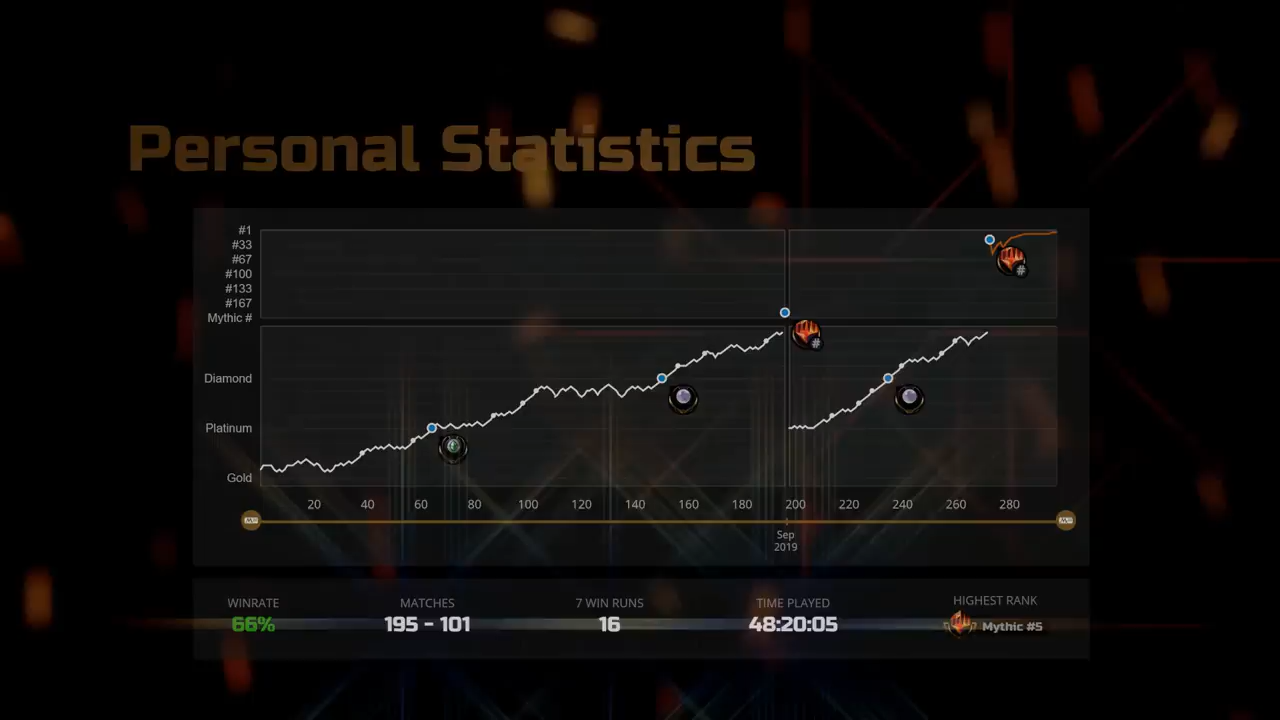 Personal Statistics
#1
#33
#67
#100
#133
#167
Mythic #
Diamond
Platinum
Gold
#
#
20 40 60 80 100 120 140 160 180 200 220 240 260 280
Sep
2019
WINRATE MATCHES 7 WIN RUNS TIME PLAYED HIGHEST RANK
66% 195 - 101 16 48:20:05 Mythic #5